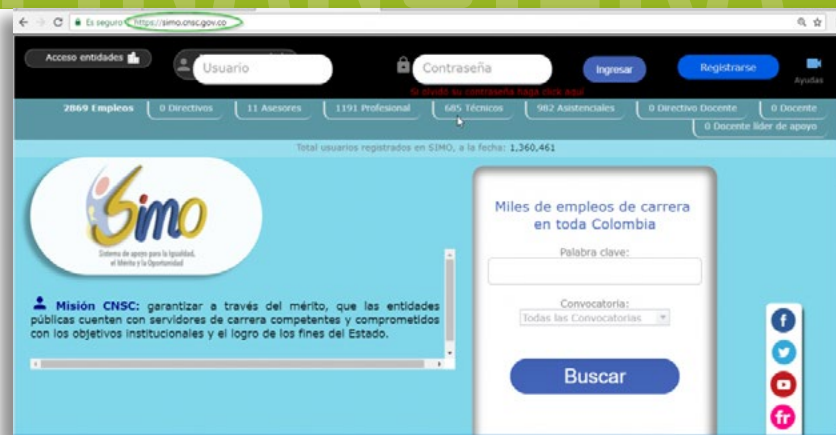 Es seguro https://simo.cnsc.gov.co
Acceso entidades
Usuario
Contraseña
Ingresar
Registrarse
Ayudas
Si olvidó su contraseña haga click aquí
2869 Empleos
0 Directivos
11 Asesores
1191 Profesional
685 Técnicos
982 Asistenciales
0 Directivo Docente
0 Docente
0 Docente líder de apoyo
Total usuarios registrados en SIMO, a la fecha: 1,360,461
Simo
Sistema de apoyo para la Igualdad,
el Mérito y la Oportunidad
Misión CNSC: garantizar a través del mérito, que las entidades
públicas cuenten con servidores de carrera competentes y comprometidos
con los objetivos institucionales y el logro de los fines del Estado.
Miles de empleos de carrera
en toda Colombia
Palabra clave:
Convocatoria:
Todas las Convocatorias
Buscar